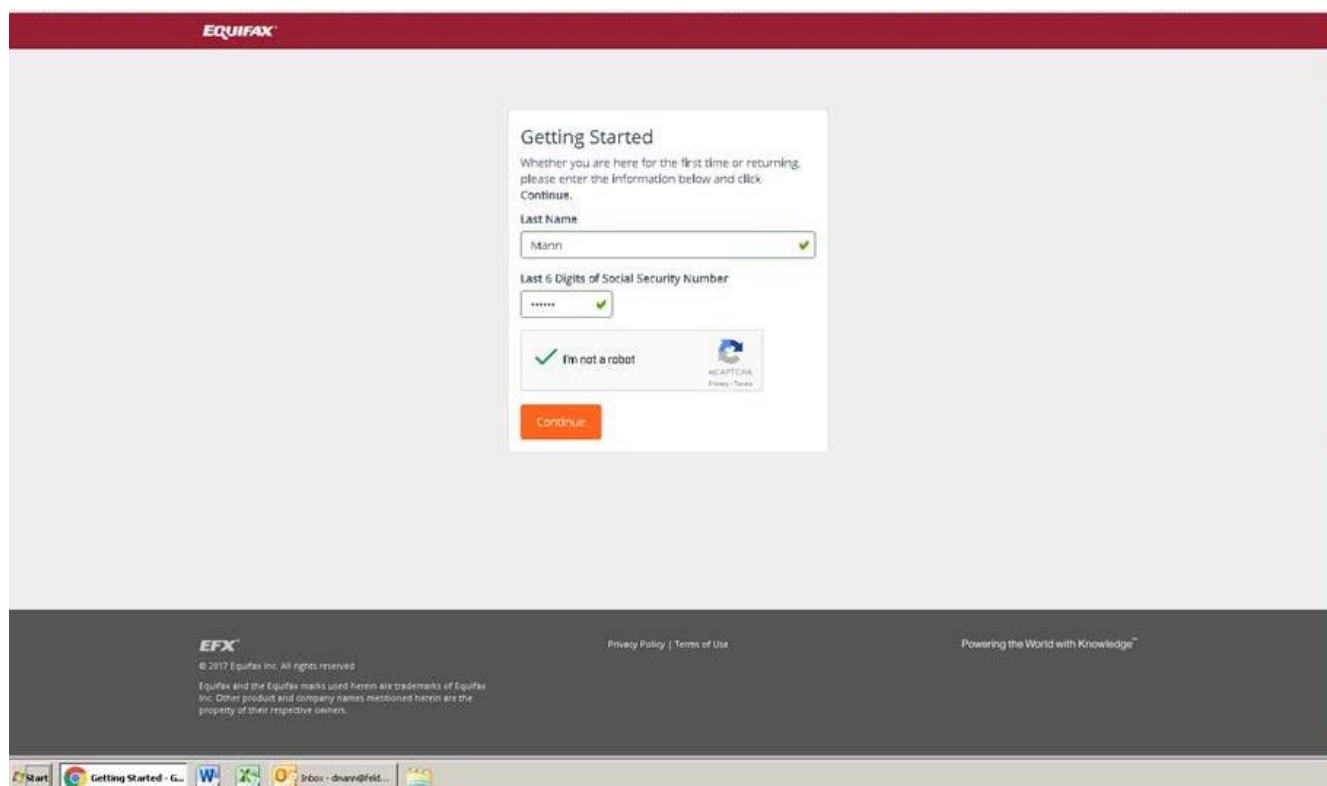 EQUIFAX
Getting Started
Whether you are here for the first time or returning,
please enter the information below and click
Continue.
Last Name
Mann
Last 6 Digits of Social Security Number
••••••
I'm not a robot
reCAPTCHA
Privacy - Terms
Continue
EFX
Privacy Policy | Terms of Use
Powering the World with Knowledge™
© 2017 Equifax Inc. All rights reserved
Equifax and the Equifax marks used herein are trademarks of Equifax
Inc. Other product and company names mentioned herein are the
property of their respective owners.
Start
Getting Started - G...
Inbox -